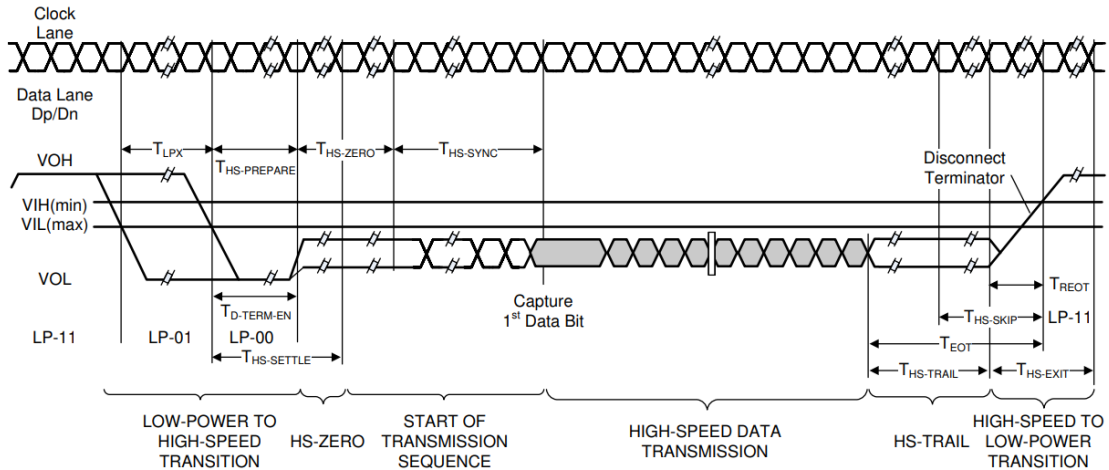 Clock
Lane
Data Lane
Dp/Dn
VOH
TLPX
THS-PREPARE
THS-ZERO
THS-SYNC
Disconnect
Terminator
VIH(min)
VIL(max)
VOL
TD-TERM-EN
Capture
1st Data Bit
TREOT
LP-11
LP-01
LP-00
THS-SKIP
LP-11
THS-SETTLE
TEOT
THS-TRAIL
THS-EXIT
LOW-POWER TO
HIGH-SPEED
TRANSITION
HS-ZERO
START OF
TRANSMISSION
SEQUENCE
HIGH-SPEED DATA
TRANSMISSION
HS-TRAIL
HIGH-SPEED TO
LOW-POWER
TRANSITION